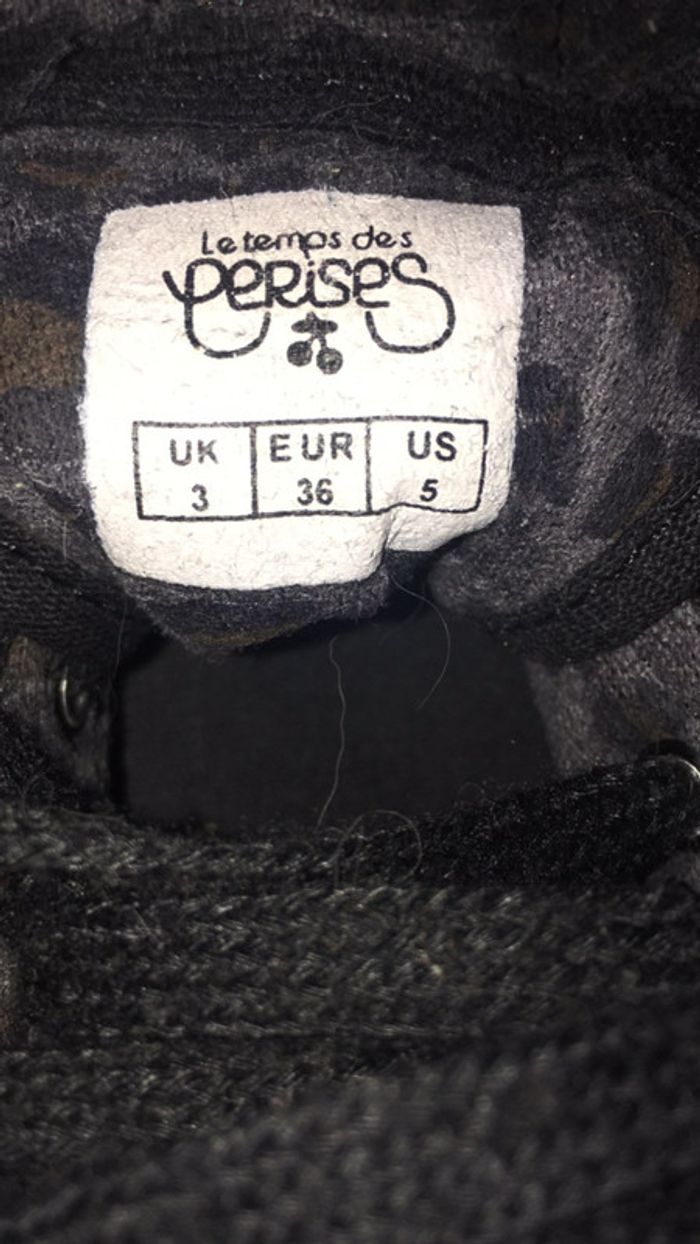 Le temps des
CERISES
UK EUR US
3 36 5